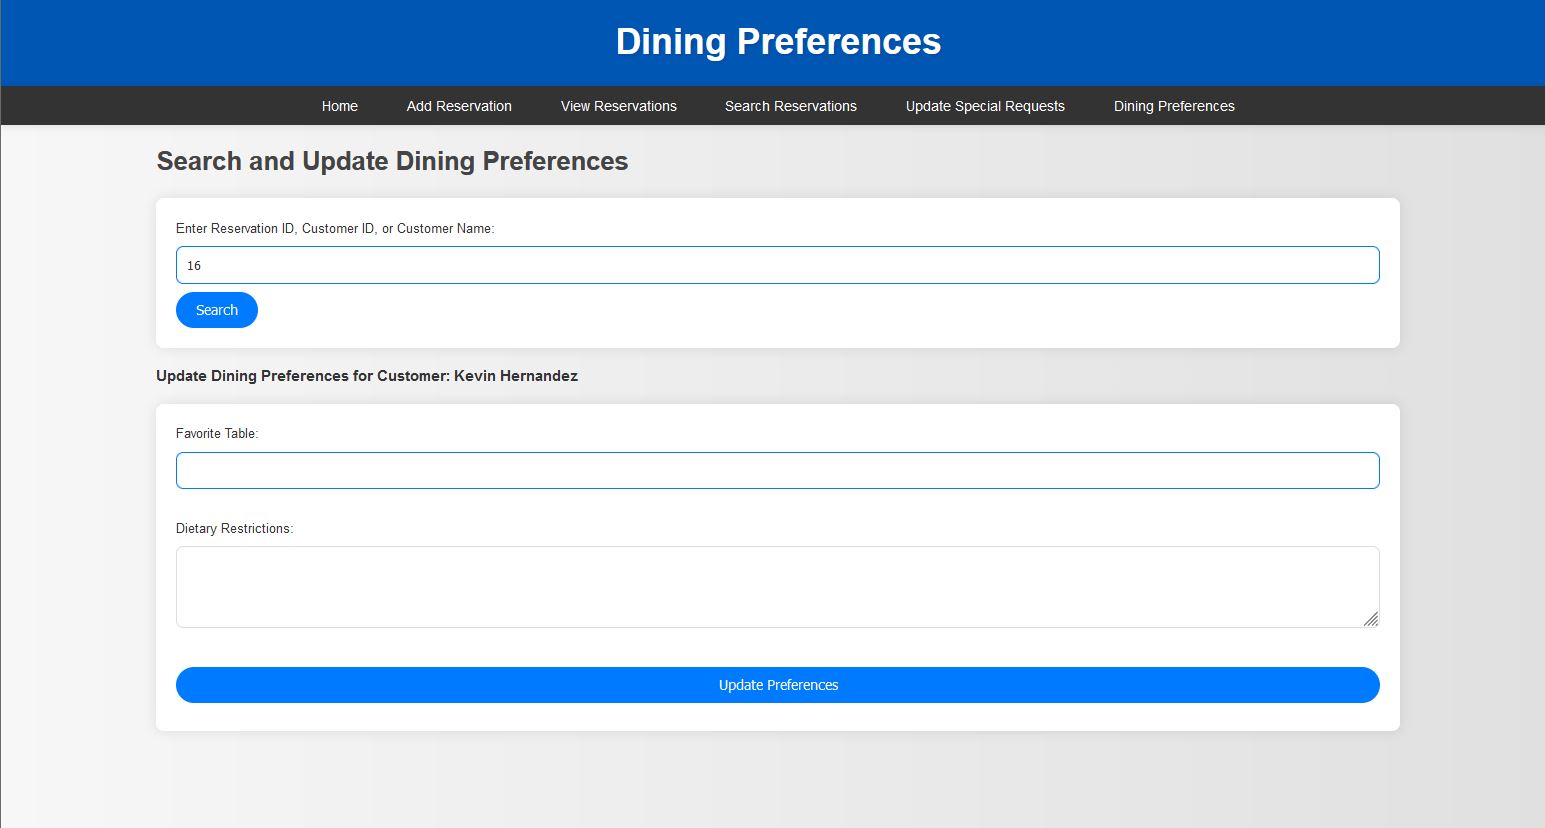 Dining Preferences
Home Add Reservation View Reservations Search Reservations Update Special Requests Dining Preferences
Search and Update Dining Preferences
Enter Reservation ID, Customer ID, or Customer Name:
16
Search
Update Dining Preferences for Customer: Kevin Hernandez
Favorite Table:
Dietary Restrictions:
Update Preferences